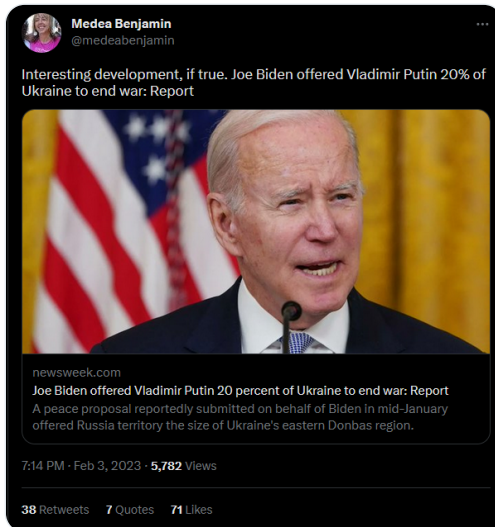 Medea Benjamin
@medeabenjamin
Interesting development, if true. Joe Biden offered Vladimir Putin 20% of
Ukraine to end war: Report
newsweek.com
Joe Biden offered Vladimir Putin 20 percent of Ukraine to end war: Report
A peace proposal reportedly submitted on behalf of Biden in mid-January
offered Russia territory the size of Ukraine's eastern Donbas region.
7:14 PM · Feb 3, 2023 · 5,782 Views
38 Retweets 7 Quotes 71 Likes